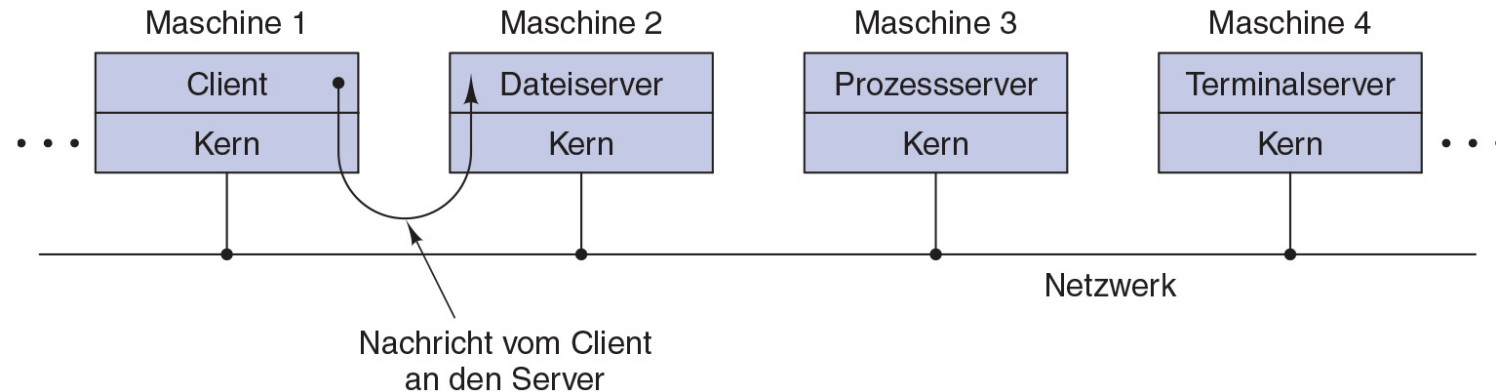 Maschine 1
Maschine 2
Maschine 3
Maschine 4
Client
Dateiserver
Prozessserver
Terminalserver
Kern
Kern
Kern
Kern
Netzwerk
Nachricht vom Client
an den Server